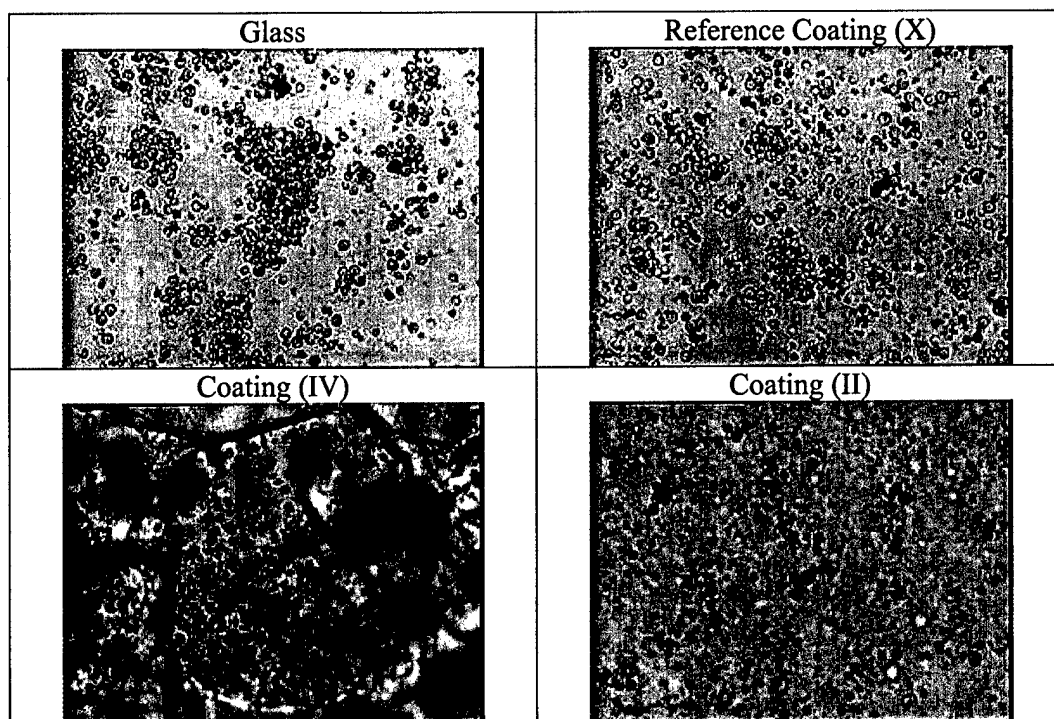 Glass
Reference Coating (X)
Coating (IV)
Coating (II)